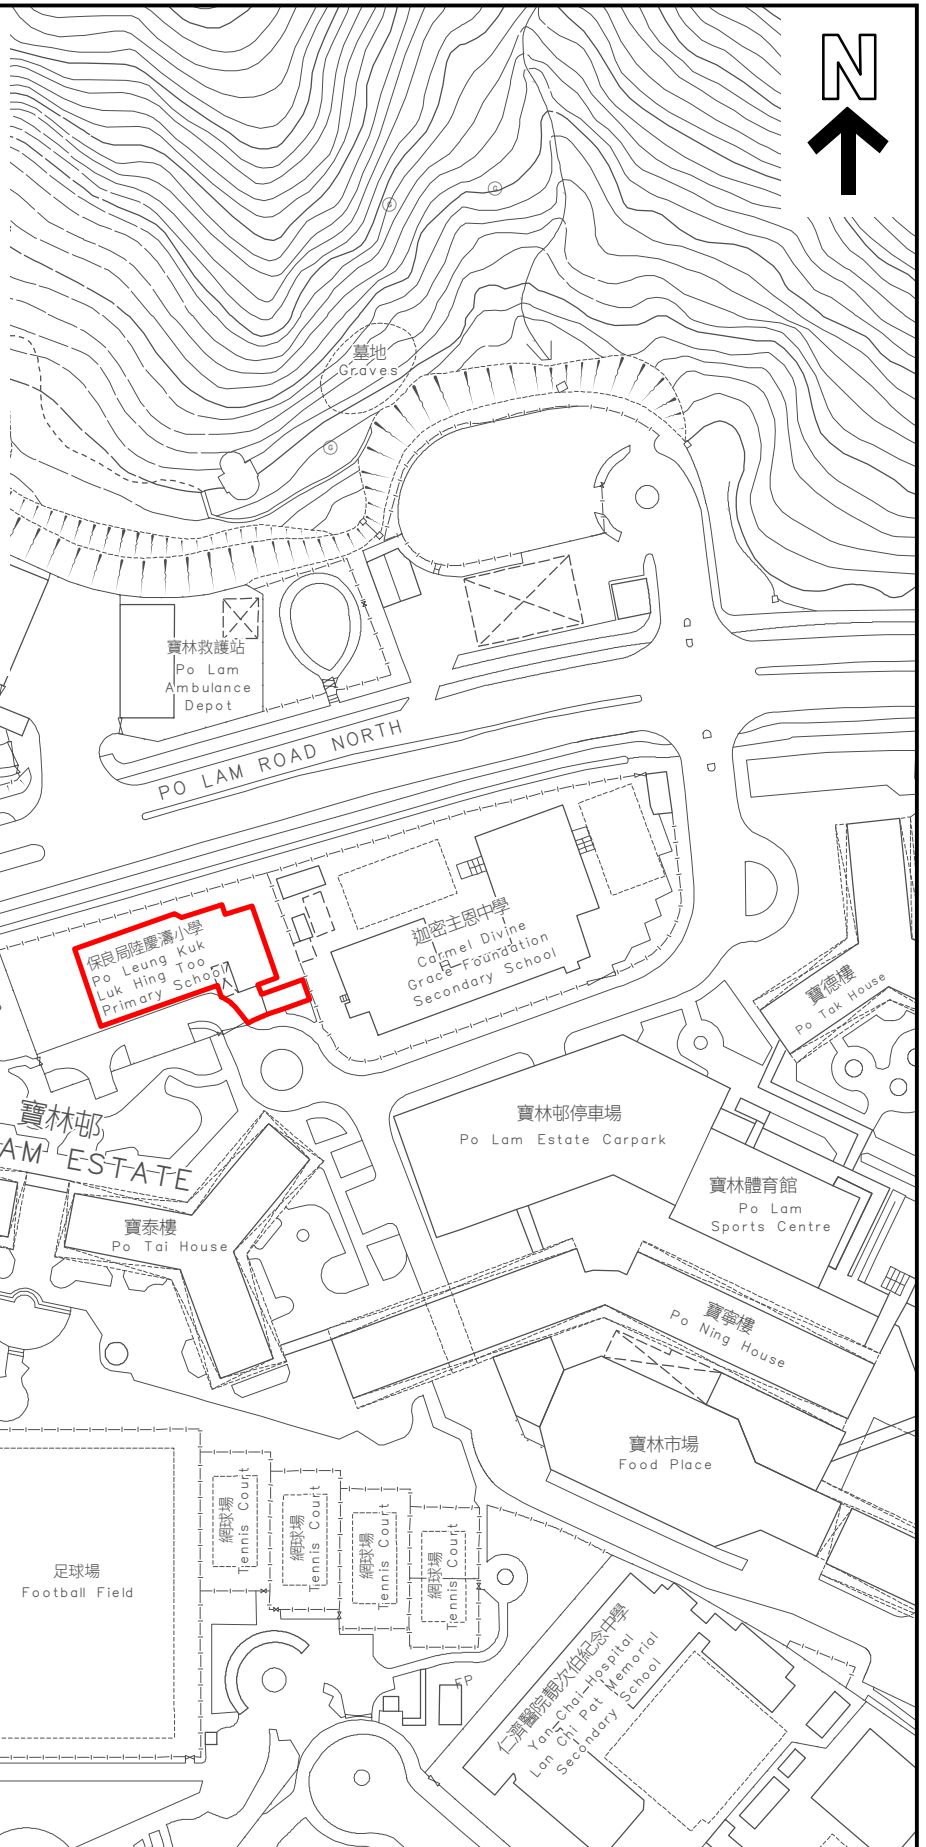 N
墓地
Graves
寶林救護站
Po Lam
Ambulance
Depot
PO LAM ROAD NORTH
保良局陸慶濤小學
Po Leung Kuk
Luk Hing Too
Primary School
迦密主恩中學
Carmel Divine
Grace Foundation
Secondary School
寶德樓
Po Tak House
寶林邨
AM ESTATE
寶林邨停車場
Po Lam Estate Carpark
寶林體育館
Po Lam
Sports Centre
寶泰樓
Po Tai House
寶寧樓
Po Ning House
寶林市場
Food Place
網球場
Tennis Court
網球場
Tennis Court
網球場
Tennis Court
網球場
Tennis Court
足球場
Football Field
仁濟醫院靚次伯紀念中學
Yan Chai Hospital
Lan Chi Pat Memorial
Secondary School
FP